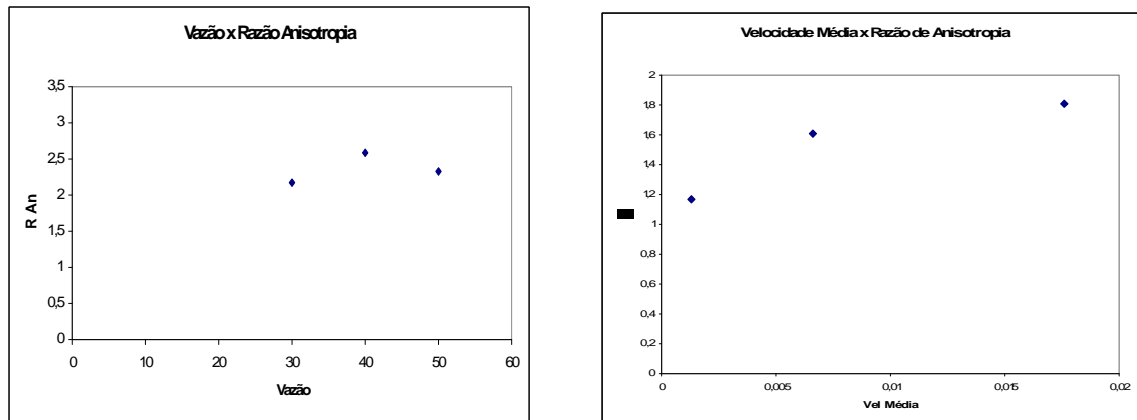 Vazão x Razão Anisotropia
3,5
3
2,5
2
1,5
1
0,5
0
R An
0 10 20 30 40 50 60
Vazão
Velocidade Média x Razão de Anisotropia
2
1,8
1,6
1,4
1,2
1
0,8
0,6
0,4
0,2
0
0 0,005 0,01 0,015 0,02
Vel Média